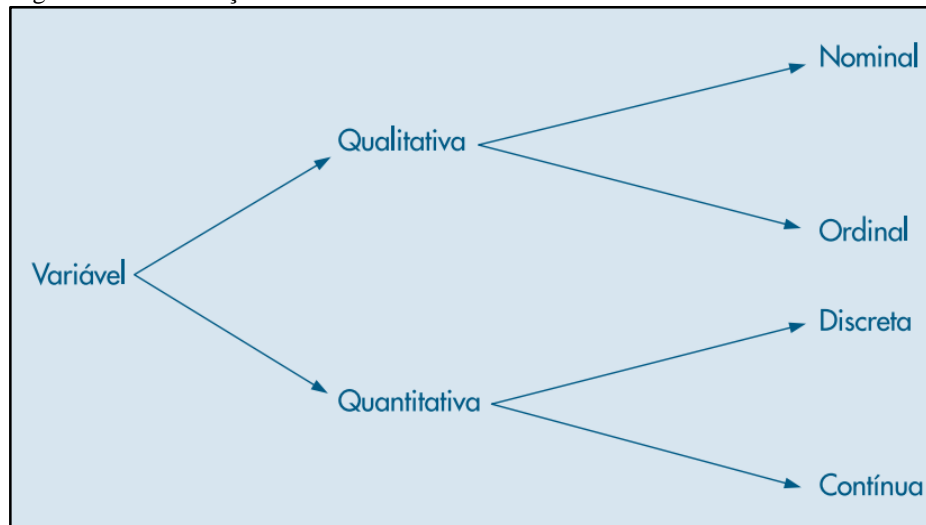 Nominal
Qualitativa
Ordinal
Variável
Discreta
Quantitativa
Contínua